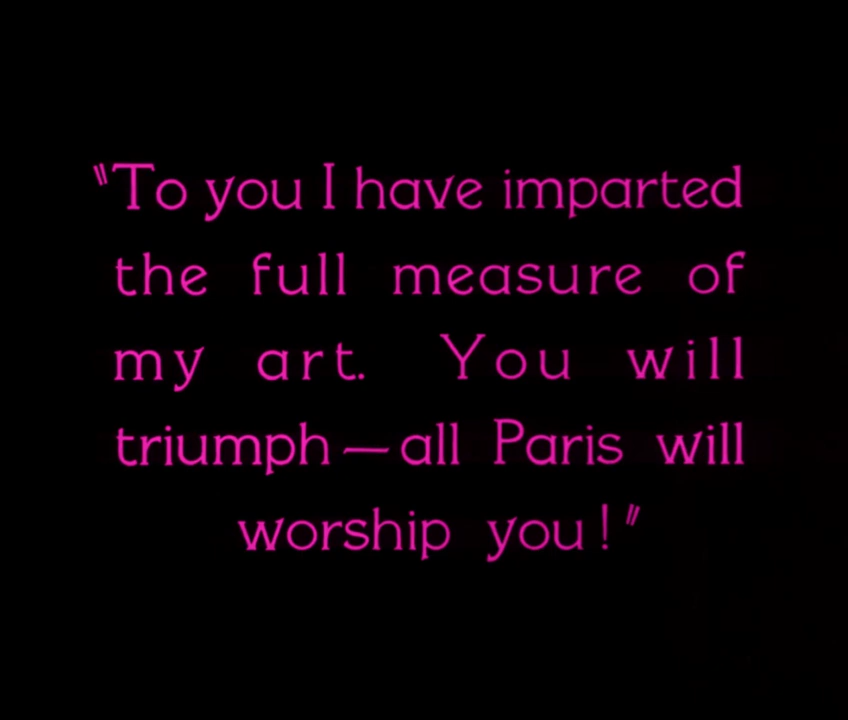 "To you I have imparted
the full measure of
my art. You will
triumph—all Paris will
worship you!"